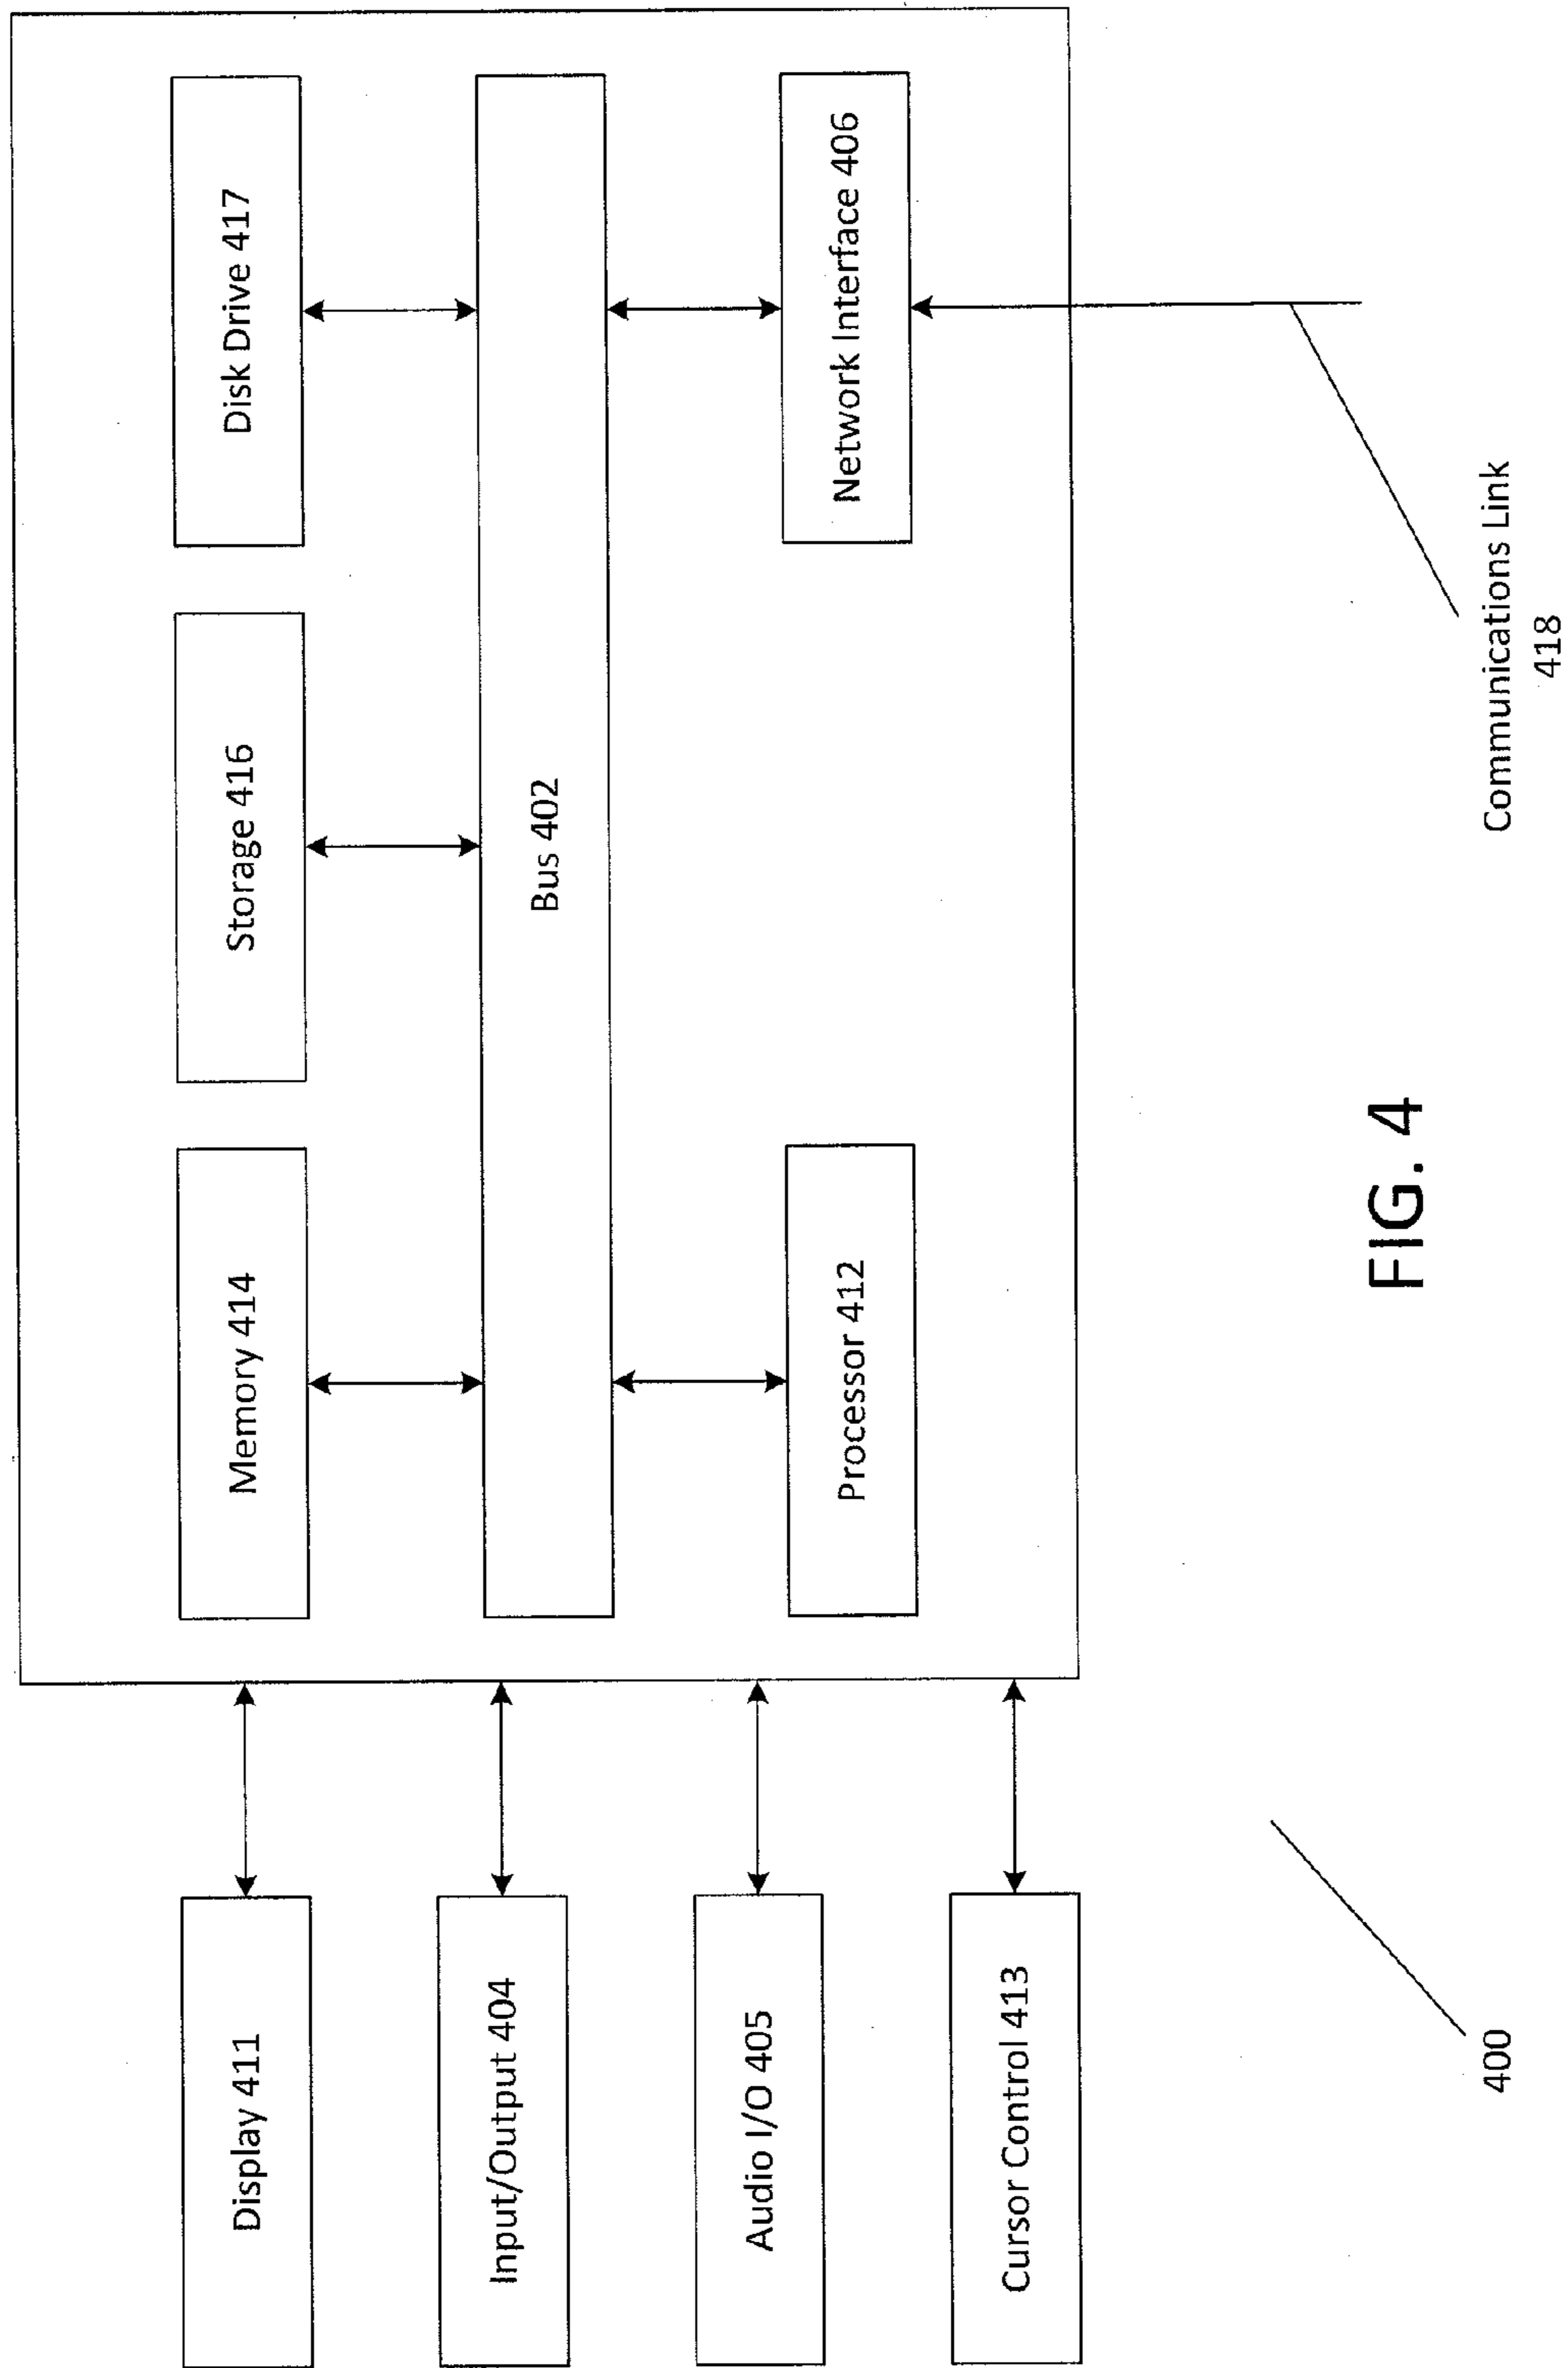 Display 411
Input/Output 404
Audio I/O 405
Cursor Control 413
Memory 414
Storage 416
Disk Drive 417
Bus 402
Processor 412
Network Interface 406
Communications Link
418
400
FIG. 4